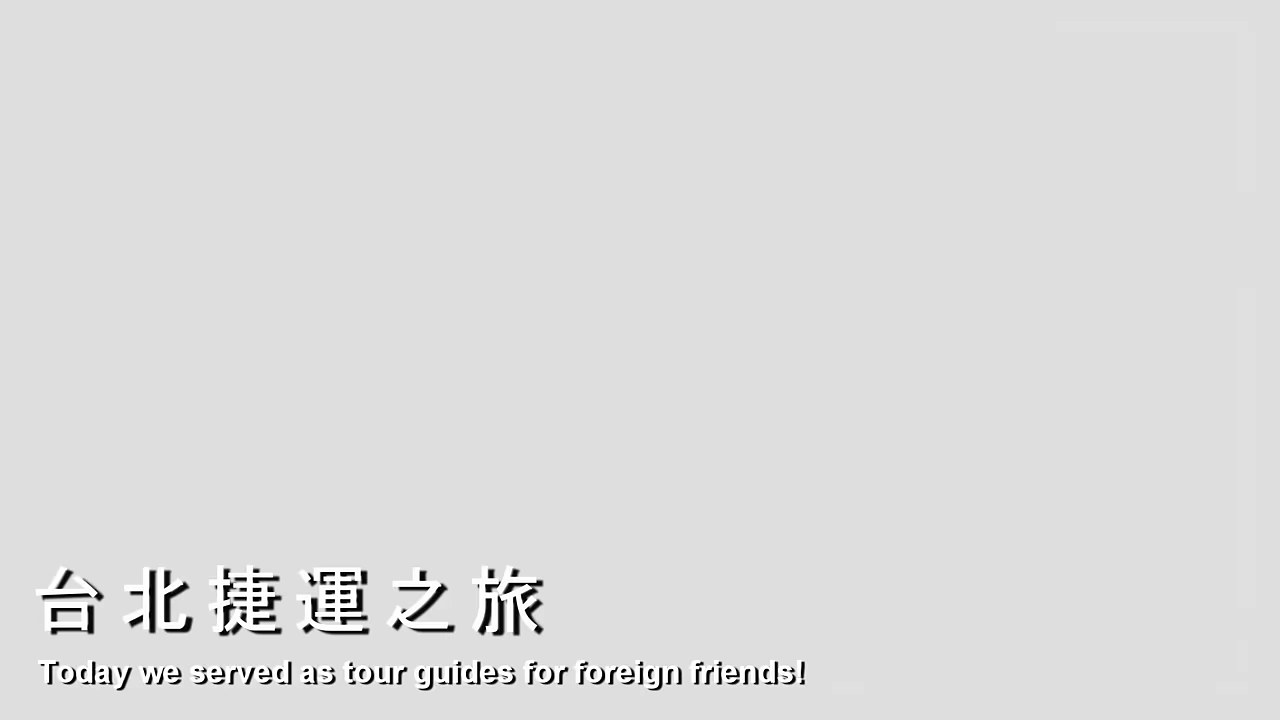 台北捷運之旅
Today we served as tour guides for foreign friends!